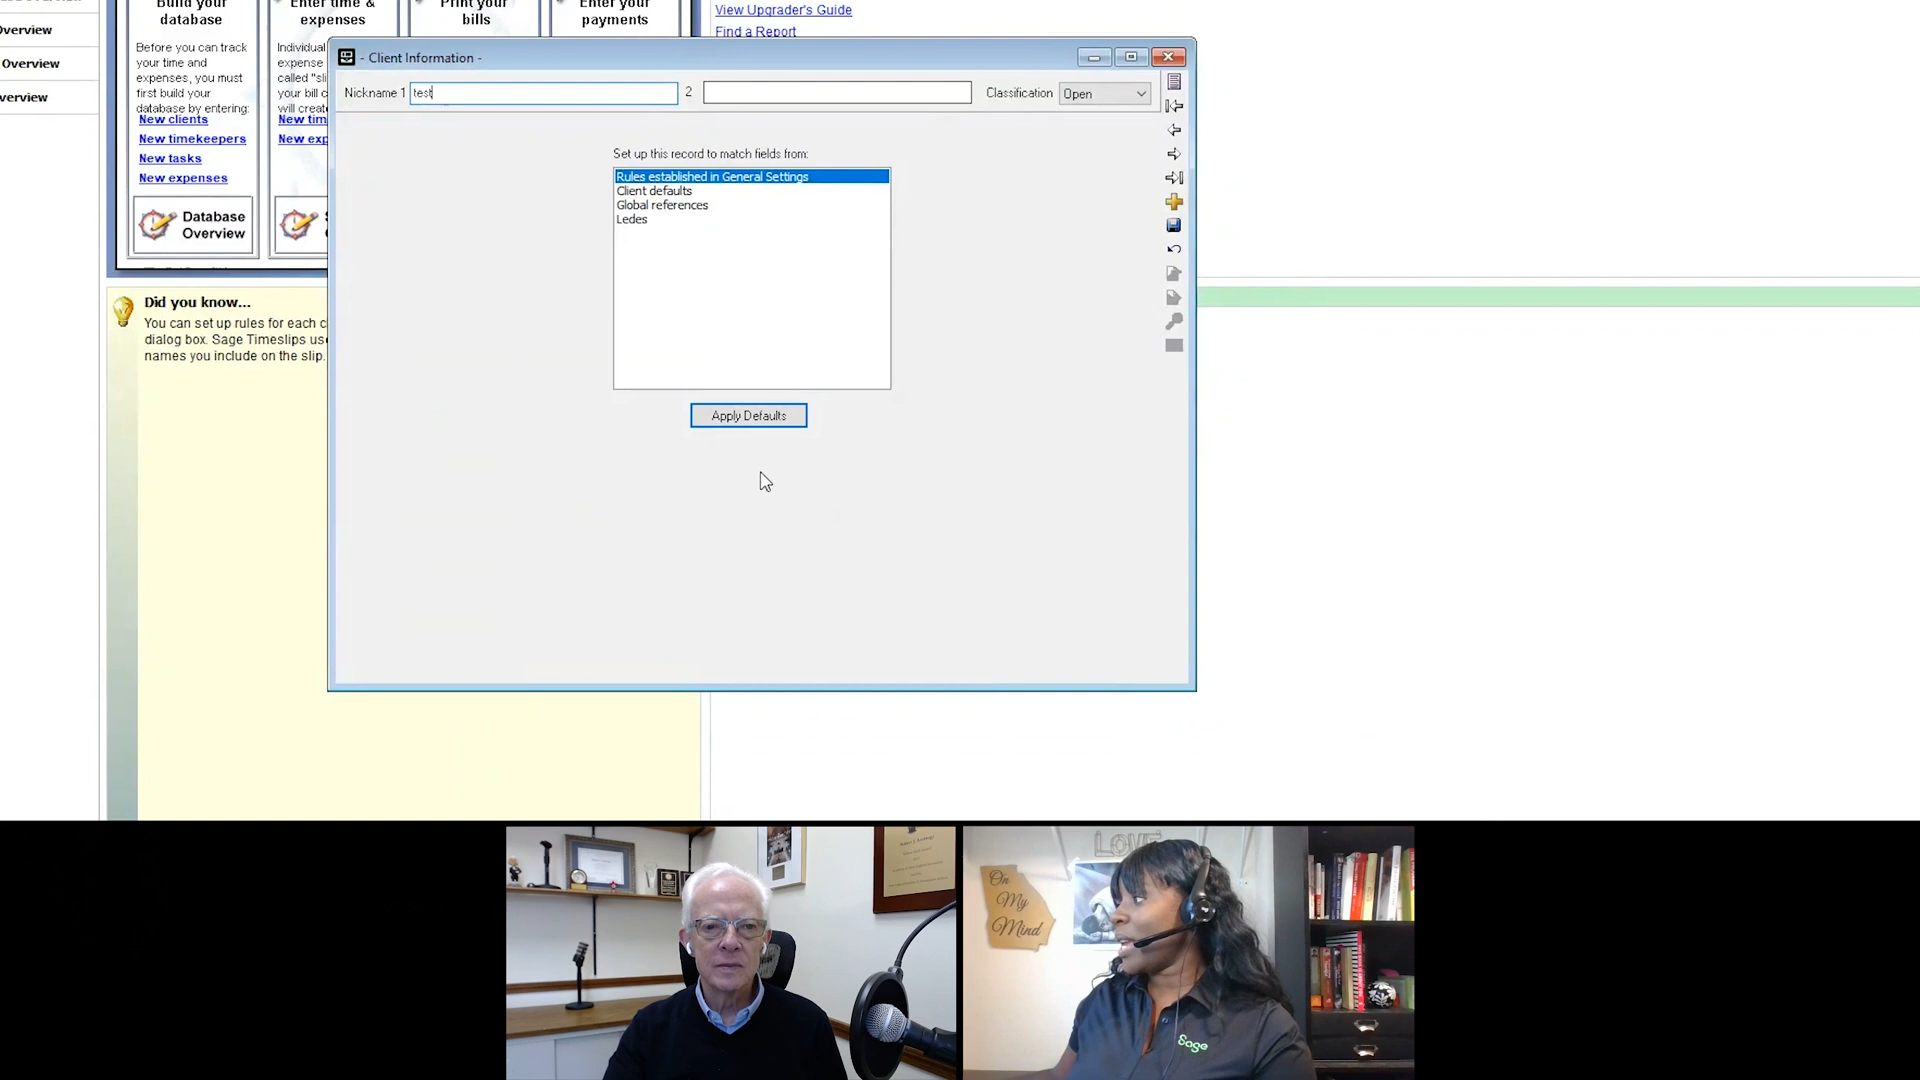 Build your
database
Enter time &
expenses
Print your
bills
Enter your
payments
View Upgrader's Guide
Find a Report
Overview
Overview
verview
Before you can track
your time and
expenses, you must
first build your
database by entering:
New clients
New timekeepers
New tasks
New expenses
Database
Overview
Individual
expense
called "sli
your bill c
will create
New tim
New exp
- Client Information -
Nickname 1
test
2
Classification
Open
Set up this record to match fields from:
Rules established in General Settings
Client defaults
Global references
Ledes
Apply Defaults
Did you know...
You can set up rules for each c
dialog box. Sage Timeslips use
names you include on the slip.
LOVE
On
My
Mind
Sage